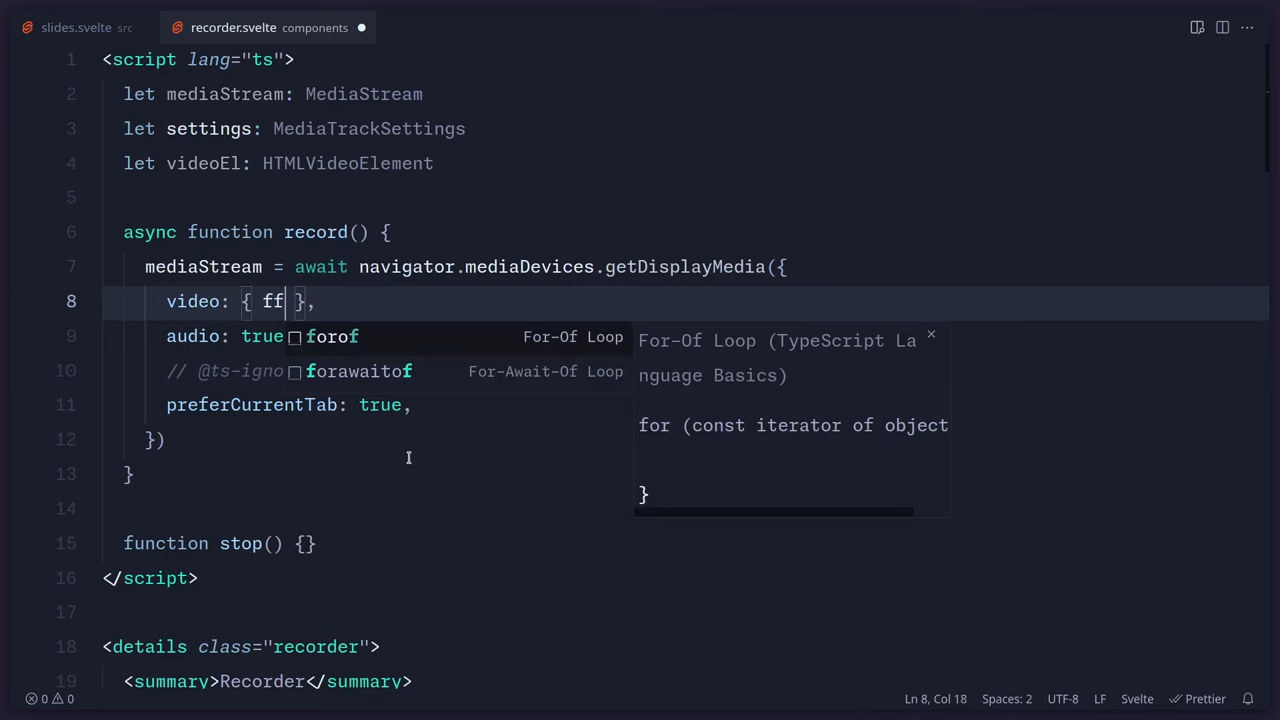 slides.svelte src recorder.svelte components
1 <script lang="ts">
2 let mediaStream: MediaStream
3 let settings: MediaTrackSettings
4 let videoEl: HTMLVideoElement
5
6 async function record() {
7 mediaStream = await navigator.mediaDevices.getDisplayMedia({
8 video: { ff },
9 audio: true
forof For-Of Loop
For-Of Loop (TypeScript La
nguage Basics)
10 // @ts-igno
forawaitof For-Await-Of Loop
11 preferCurrentTab: true,
for (const iterator of object
12 })
13 }
}
14
15 function stop() {}
16 </script>
17
18 <details class="recorder">
19 <summary>Recorder</summary>
0 0 Ln 8, Col 18 Spaces: 2 UTF-8 LF Svelte Prettier